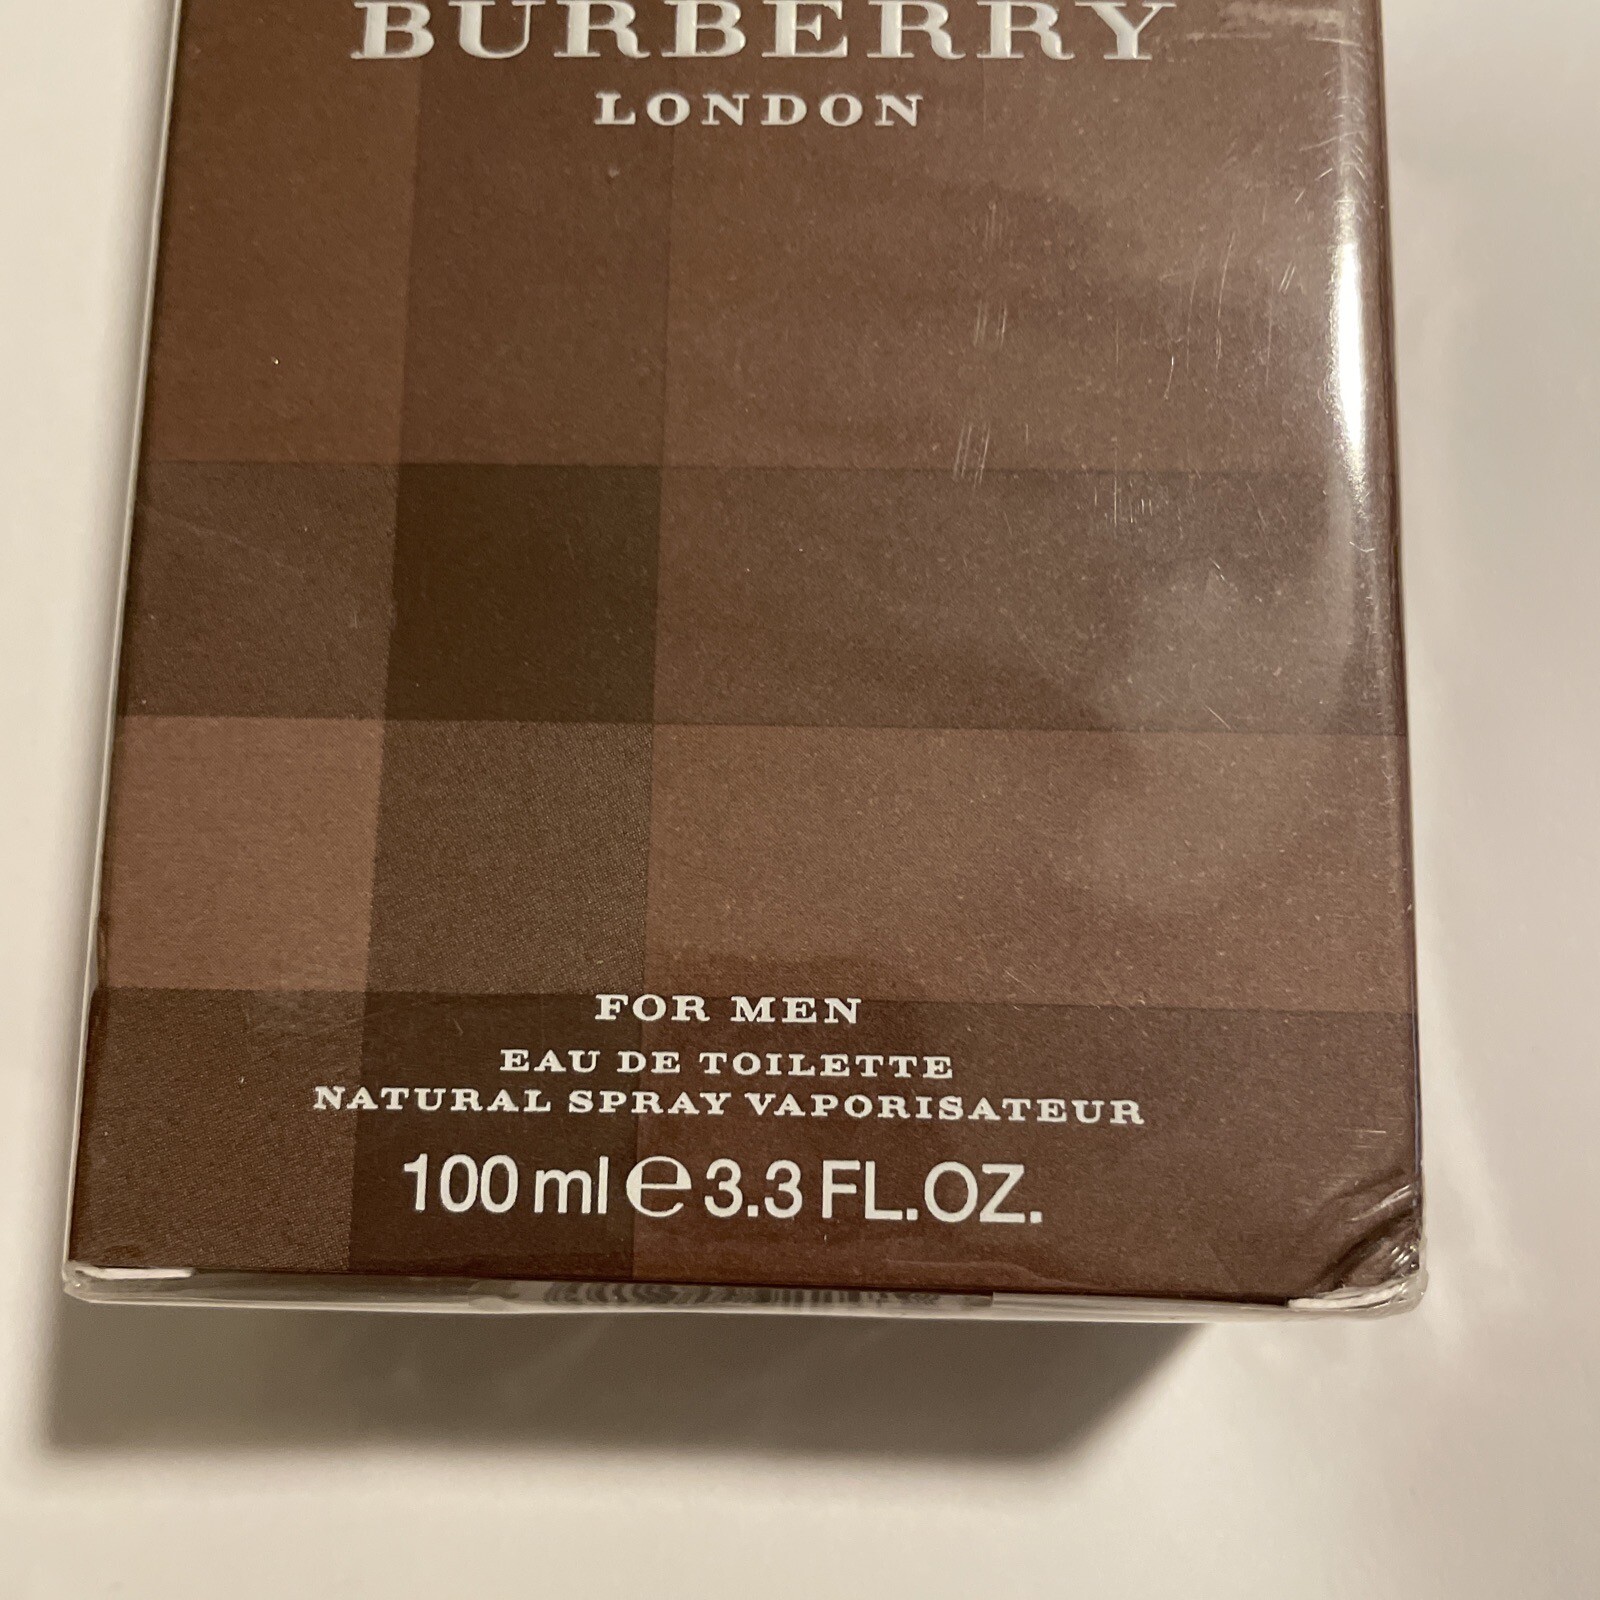 BURBERRY
LONDON
FOR MEN
EAU DE TOILETTE
NATURAL SPRAY VAPORISATEUR
100 ml ℮ 3.3 FL.OZ.